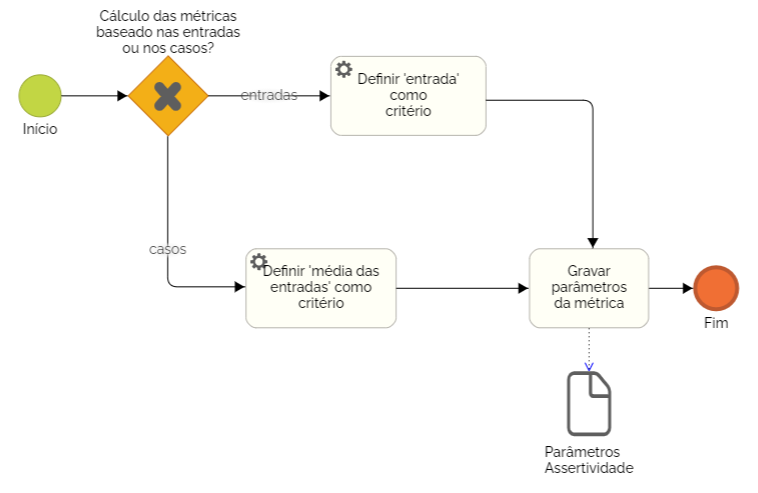 Cálculo das métricas
baseado nas entradas
ou nos casos?
Início
entradas
Definir 'entrada'
como
critério
casos
Definir 'média das
entradas' como
critério
Gravar
parâmetros
da métrica
Fim
Parâmetros
Assertividade